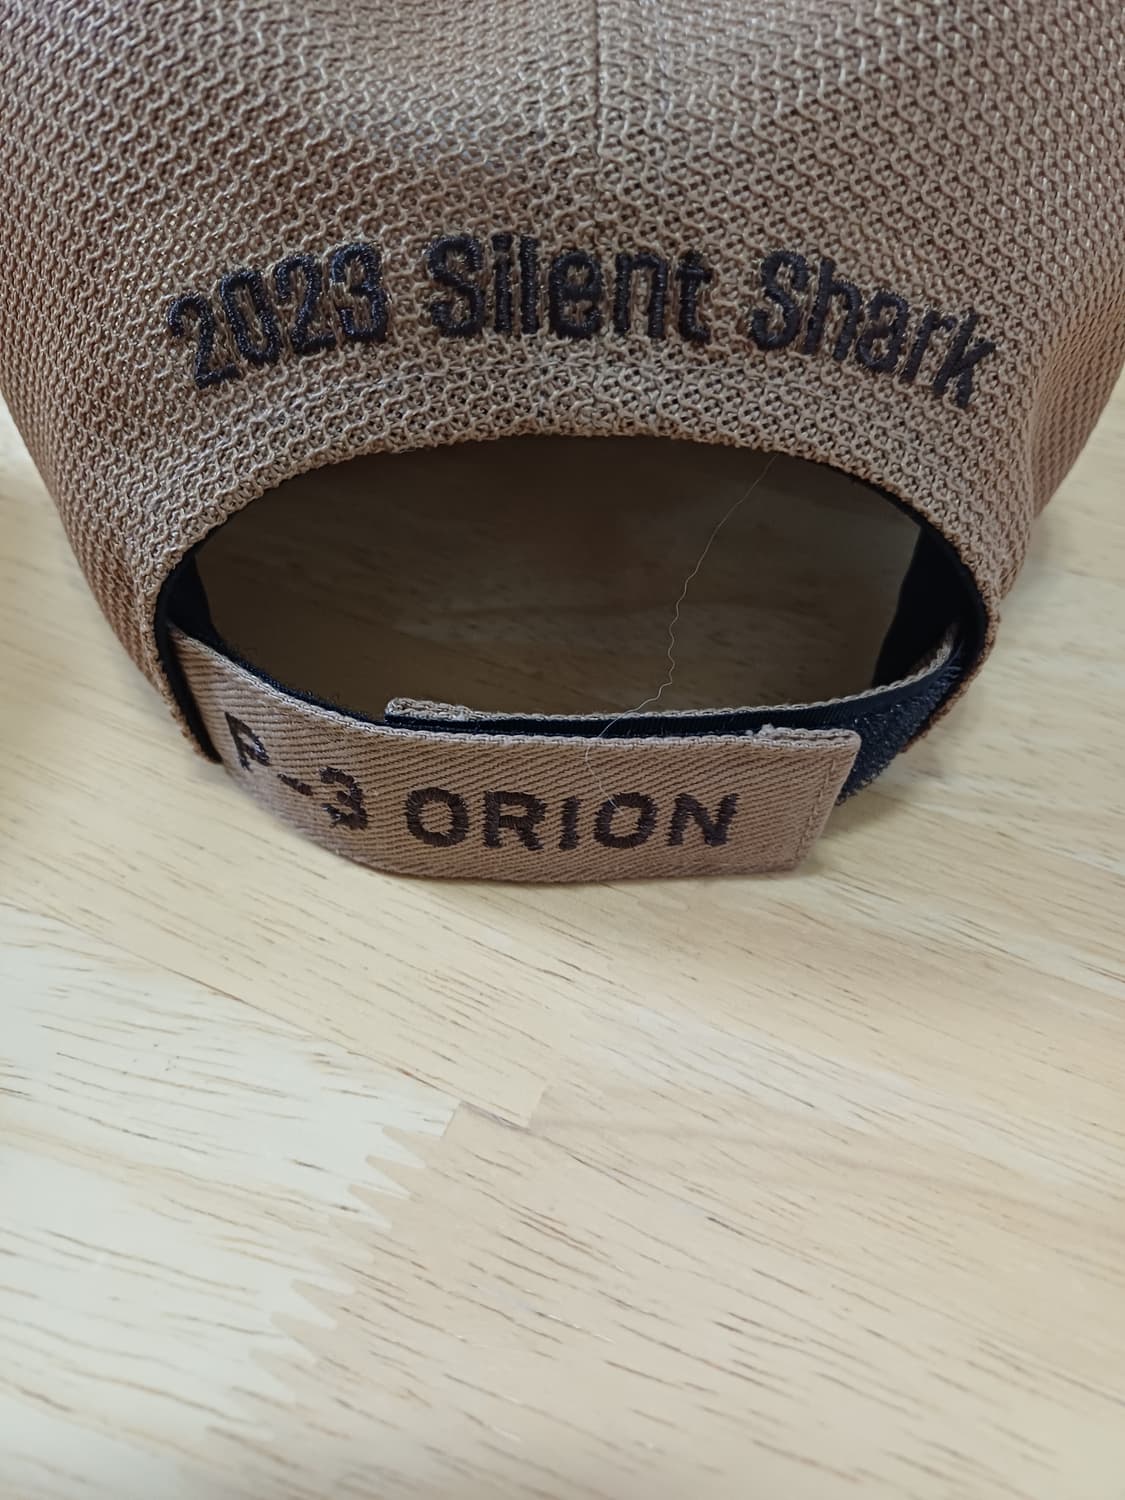 2023 Silent Shark
P-3 ORION